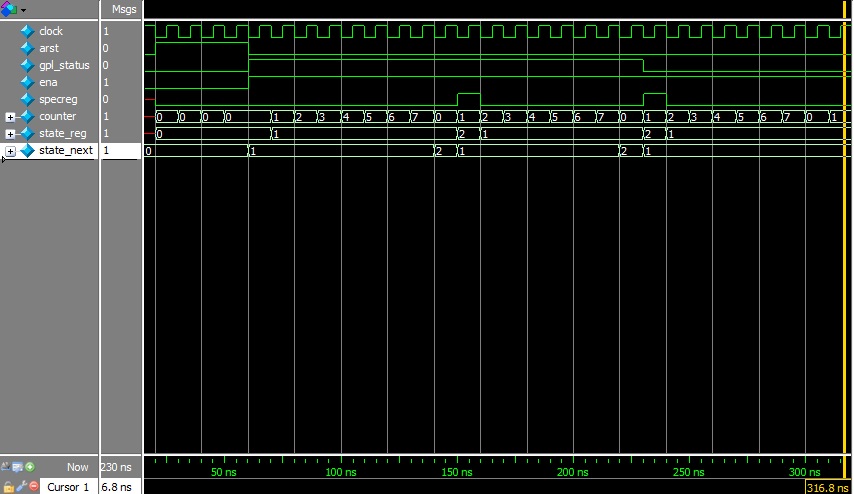 Msgs
clock 1
arst 0
gpl_status 0
ena 1
specreg 0
counter 1 0 0 0 0 1 2 3 4 5 6 7 0 1 2 3 4 5 6 7 0 1 2 3 4 5 6 7 0 1
state_reg 1 0 1 2 1 2 1
state_next 1 0 1 2 1 2 1
Now 230 ns 50 ns 100 ns 150 ns 200 ns 250 ns 300 ns
Cursor 1 6.8 ns 316.8 ns